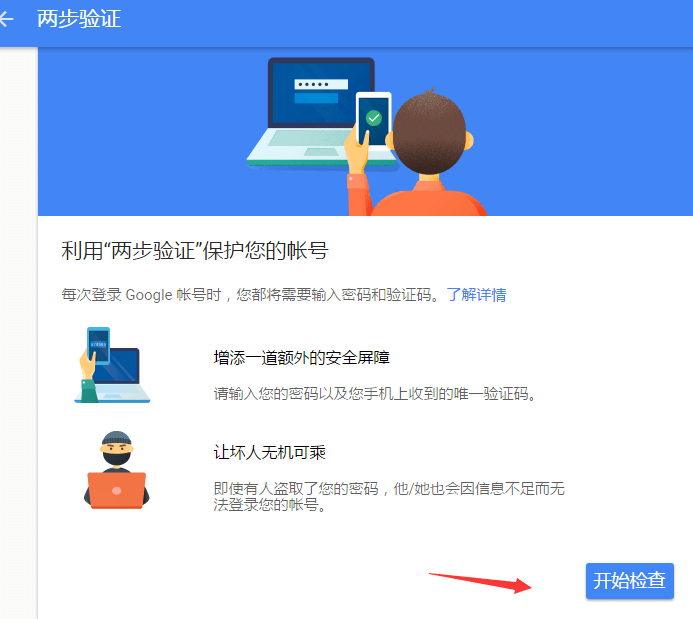 两步验证
利用“两步验证”保护您的帐号
每次登录 Google 帐号时，您都将需要输入密码和验证码。了解详情
增添一道额外的安全屏障
请输入您的密码以及您手机上收到的唯一验证码。
让坏人无机可乘
即使有人盗取了您的密码，他/她也会因信息不足而无
法登录您的帐号。
开始检查